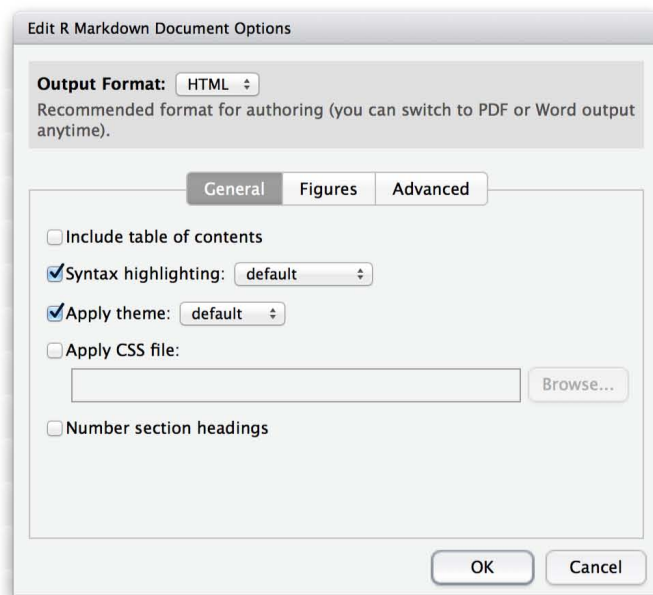 Edit R Markdown Document Options
Output Format: HTML
Recommended format for authoring (you can switch to PDF or Word output
anytime).
General Figures Advanced
Include table of contents
Syntax highlighting: default
Apply theme: default
Apply CSS file:
Browse...
Number section headings
OK Cancel